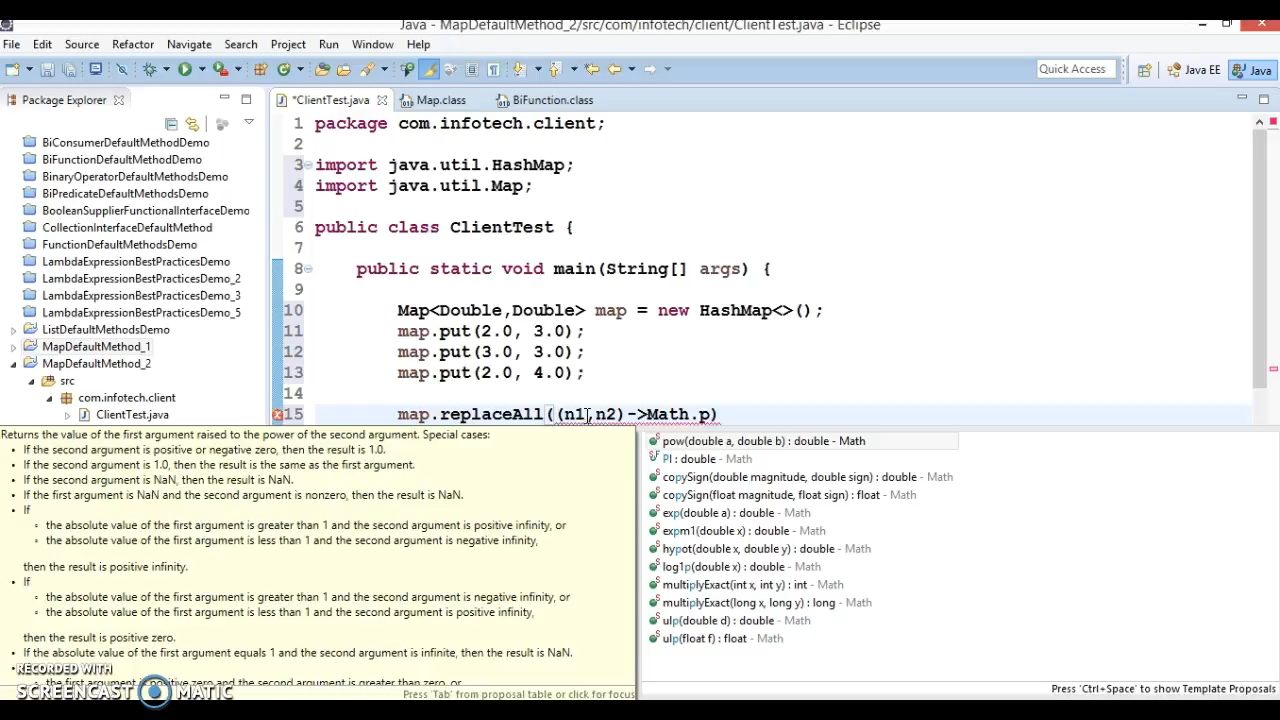 Java - MapDefaultMethod_2/src/com/infotech/client/ClientTest.java - Eclipse
File Edit Source Refactor Navigate Search Project Run Window Help
Quick Access Java EE Java
Package Explorer
*ClientTest.java Map.class BiFunction.class
BiConsumerDefaultMethodDemo
BiFunctionDefaultMethodDemo
BinaryOperatorDefaultMethodsDemo
BiPredicateDefaultMethodsDemo
BooleanSupplierFunctionalInterfaceDemo
CollectionInterfaceDefaultMethod
FunctionDefaultMethodsDemo
LambdaExpressionBestPracticesDemo
LambdaExpressionBestPracticesDemo_2
LambdaExpressionBestPracticesDemo_3
LambdaExpressionBestPracticesDemo_5
ListDefaultMethodsDemo
MapDefaultMethod_1
MapDefaultMethod_2
src
com.infotech.client
ClientTest.java
1 package com.infotech.client;
2
3 import java.util.HashMap;
4 import java.util.Map;
5
6 public class ClientTest {
7
8 public static void main(String[] args) {
9
10 Map<Double,Double> map = new HashMap<>();
11 map.put(2.0, 3.0);
12 map.put(3.0, 3.0);
13 map.put(2.0, 4.0);
14
15 map.replaceAll((n1,n2)->Math.p)
Returns the value of the first argument raised to the power of the second argument. Special cases:
• If the second argument is positive or negative zero, then the result is 1.0.
• If the second argument is 1.0, then the result is the same as the first argument.
• If the second argument is NaN, then the result is NaN.
• If the first argument is NaN and the second argument is nonzero, then the result is NaN.
• If
the absolute value of the first argument is greater than 1 and the second argument is positive infinity, or
the absolute value of the first argument is less than 1 and the second argument is negative infinity,
then the result is positive infinity.
• If
the absolute value of the first argument is greater than 1 and the second argument is negative infinity, or
the absolute value of the first argument is less than 1 and the second argument is positive infinity,
then the result is positive zero.
• If the absolute value of the first argument equals 1 and the second argument is infinite, then the result is NaN.
Press 'Tab' from proposal table or click for focus
pow(double a, double b) : double - Math
PI : double - Math
copySign(double magnitude, double sign) : double - Math
copySign(float magnitude, float sign) : float - Math
exp(double a) : double - Math
expm1(double x) : double - Math
hypot(double x, double y) : double - Math
log1p(double x) : double - Math
multiplyExact(int x, int y) : int - Math
multiplyExact(long x, long y) : long - Math
ulp(double d) : double - Math
ulp(float f) : float - Math
Press 'Ctrl+Space' to show Template Proposals
RECORDED WITH
SCREENCAST MATIC